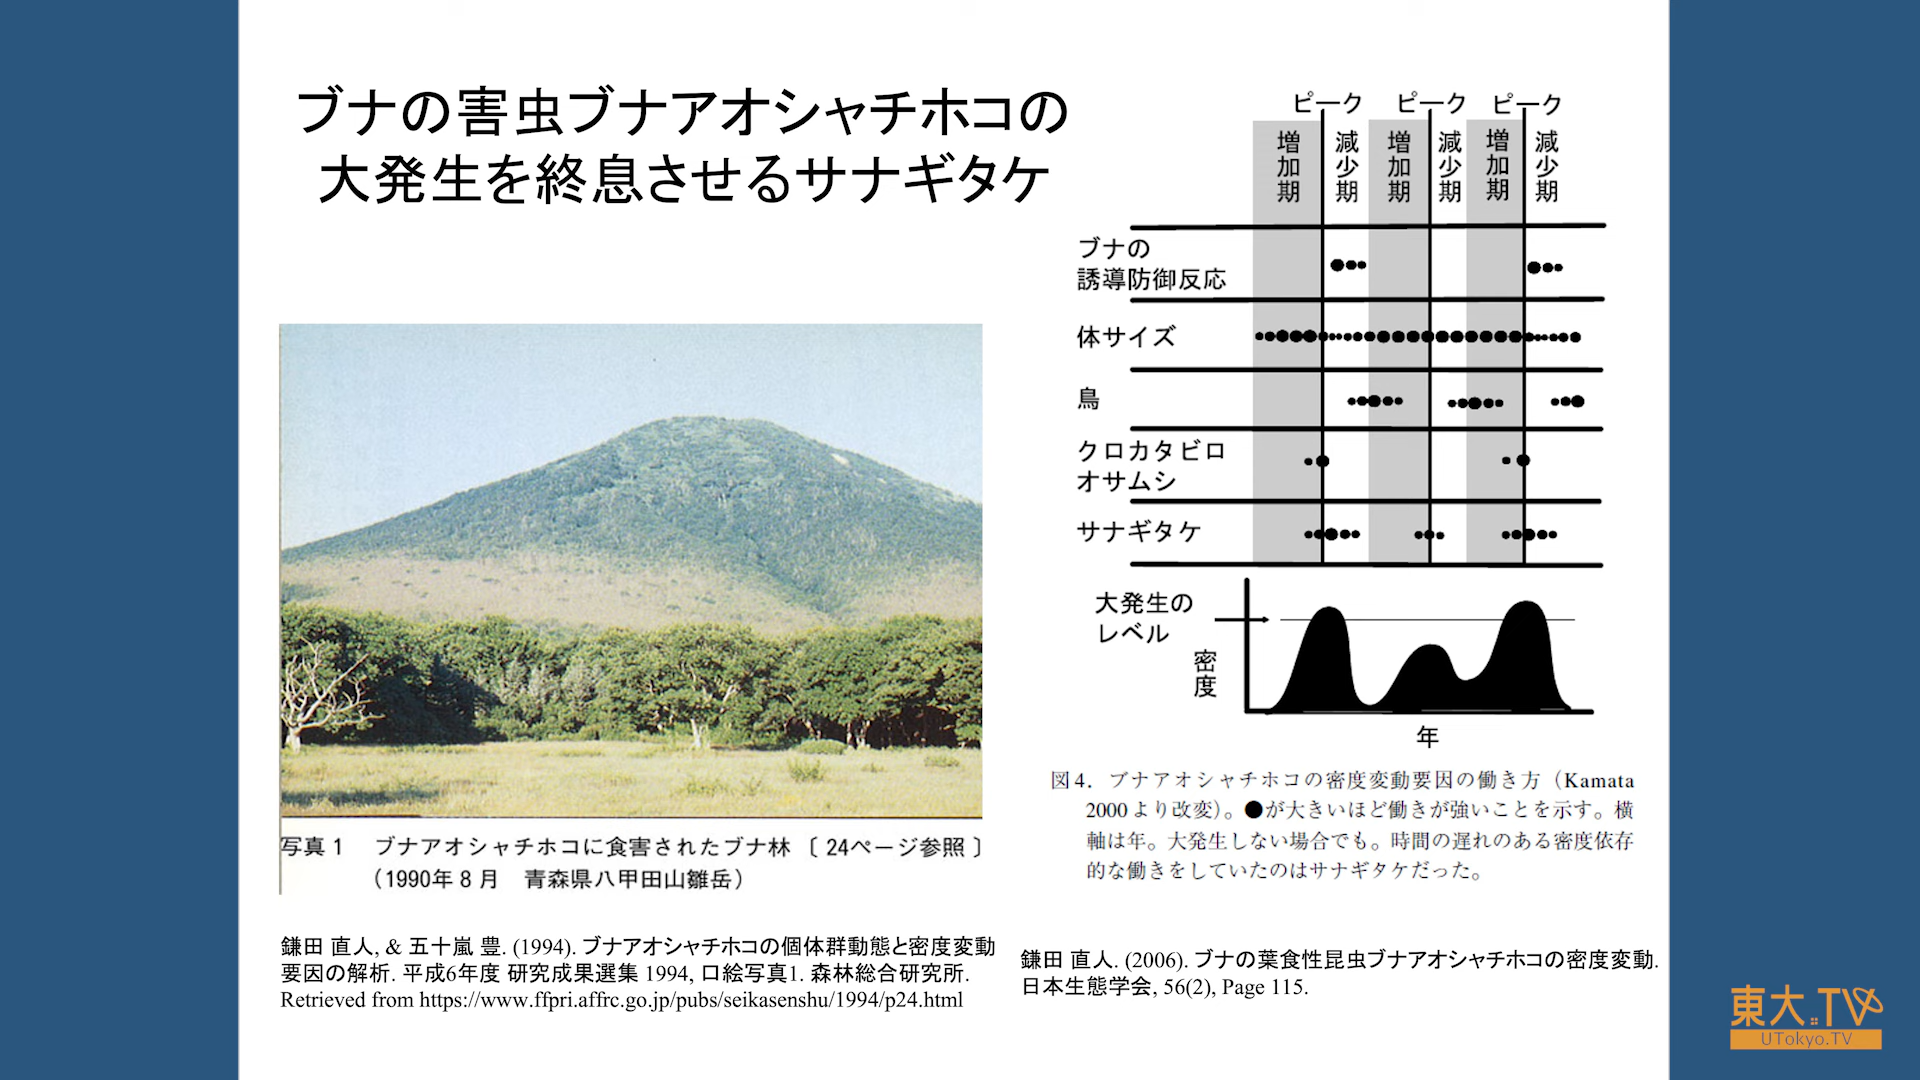 ブナの害虫ブナアオシャチホコの
大発生を終息させるサナギタケ
写真1 ブナアオシャチホコに食害されたブナ林〔24ページ参照〕
（1990年8月 青森県八甲田山雛岳）
鎌田 直人, & 五十嵐 豊. (1994). ブナアオシャチホコの個体群動態と密度変動
要因の解析. 平成6年度 研究成果選集 1994, 口絵写真1. 森林総合研究所.
Retrieved from https://www.ffpri.affrc.go.jp/pubs/seikasenshu/1994/p24.html
ピーク ピーク ピーク
増加期 減少期 増加期 減少期 増加期 減少期
ブナの
誘導防御反応
体サイズ
鳥
クロカタビロ
オサムシ
サナギタケ
大発生の
レベル
密度
年
図4. ブナアオシャチホコの密度変動要因の働き方（Kamata
2000より改変）。●が大きいほど働きが強いことを示す。横
軸は年。大発生しない場合でも。時間の遅れのある密度依存
的な働きをしていたのはサナギタケだった。
鎌田 直人. (2006). ブナの葉食性昆虫ブナアオシャチホコの密度変動.
日本生態学会, 56(2), Page 115.
東大.TV
UTokyo.TV